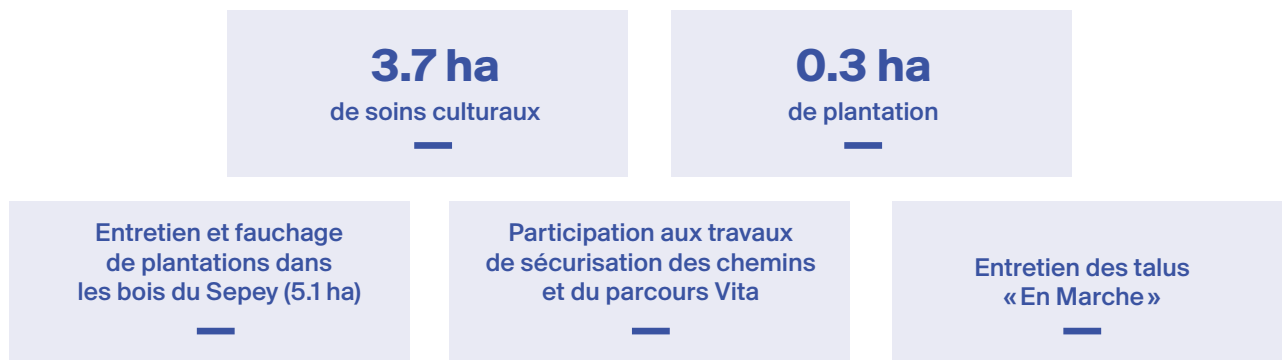 3.7 ha
de soins culturaux
0.3 ha
de plantation
Entretien et fauchage
de plantations dans
les bois du Sepey (5.1 ha)
Participation aux travaux
de sécurisation des chemins
et du parcours Vita
Entretien des talus
«En Marche»